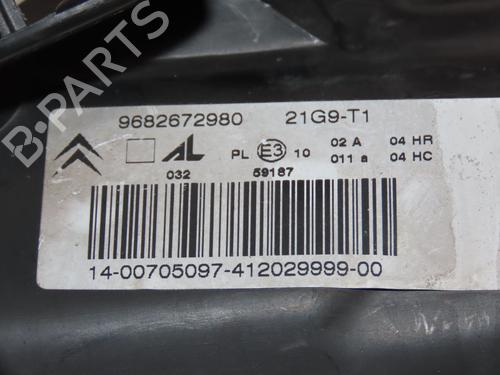 B-PARTS
9682672980 21G9-T1
AL PL E3 10 02 A 04 HR
011 a 04 HC
032 59187
14-00705097-412029999-00